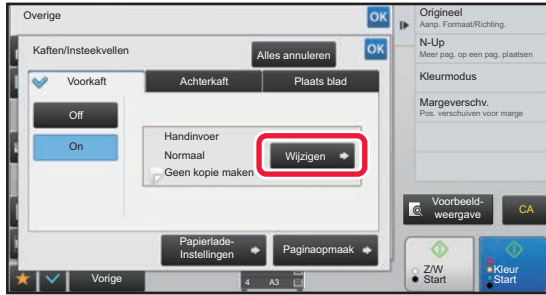 Overige
OK
Kaften/Insteekvellen
Alles annuleren
OK
Voorkaft
Achterkaft
Plaats blad
Off
On
Handinvoer
Normaal
Geen kopie maken
Wijzigen
Papierlade-
Instellingen
Paginaopmaak
Vorige
4
A3
Origineel
Aanp. Formaat/Richting.
N-Up
Meer pag. op een pag. plaatsen
Kleurmodus
Margeverschv.
Pos. verschuiven voor marge
Voorbeeld-
weergave
CA
Z/W
Start
Kleur
Start